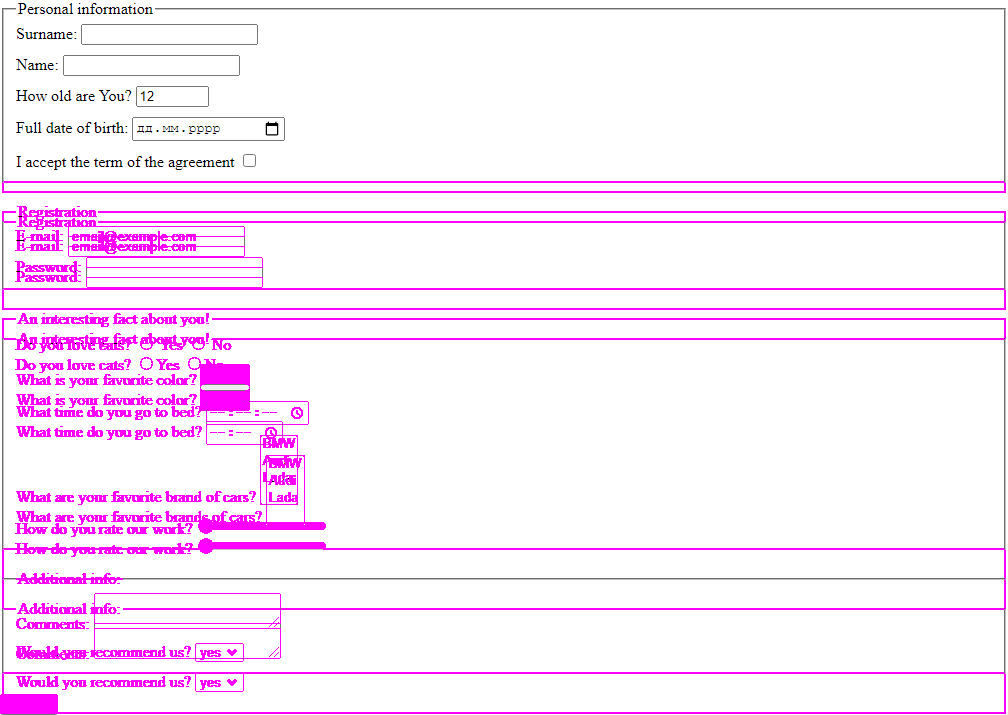 Personal information
Surname:
Name:
How old are You? 12
Full date of birth: дд.мм.рррр
I accept the term of the agreement
Registration
Registration
E-mail: email@example.com
E-mail: email@example.com
Password:
Password:
An interesting fact about you!
An interesting fact about you!
Do you love cats? Yes No
Do you love cats? Yes No
What is your favorite color?
What is your favorite color?
What time do you go to bed? --:--:--
What time do you go to bed? --:--
BMW
Audi
Lada
What are your favorite brand of cars?
BMW
Audi
Lada
What are your favorite brands of cars?
How do you rate our work?
How do you rate our work?
Additional info:
Additional info:
Comments:
Comments:
Would you recommend us? yes
Would you recommend us? yes